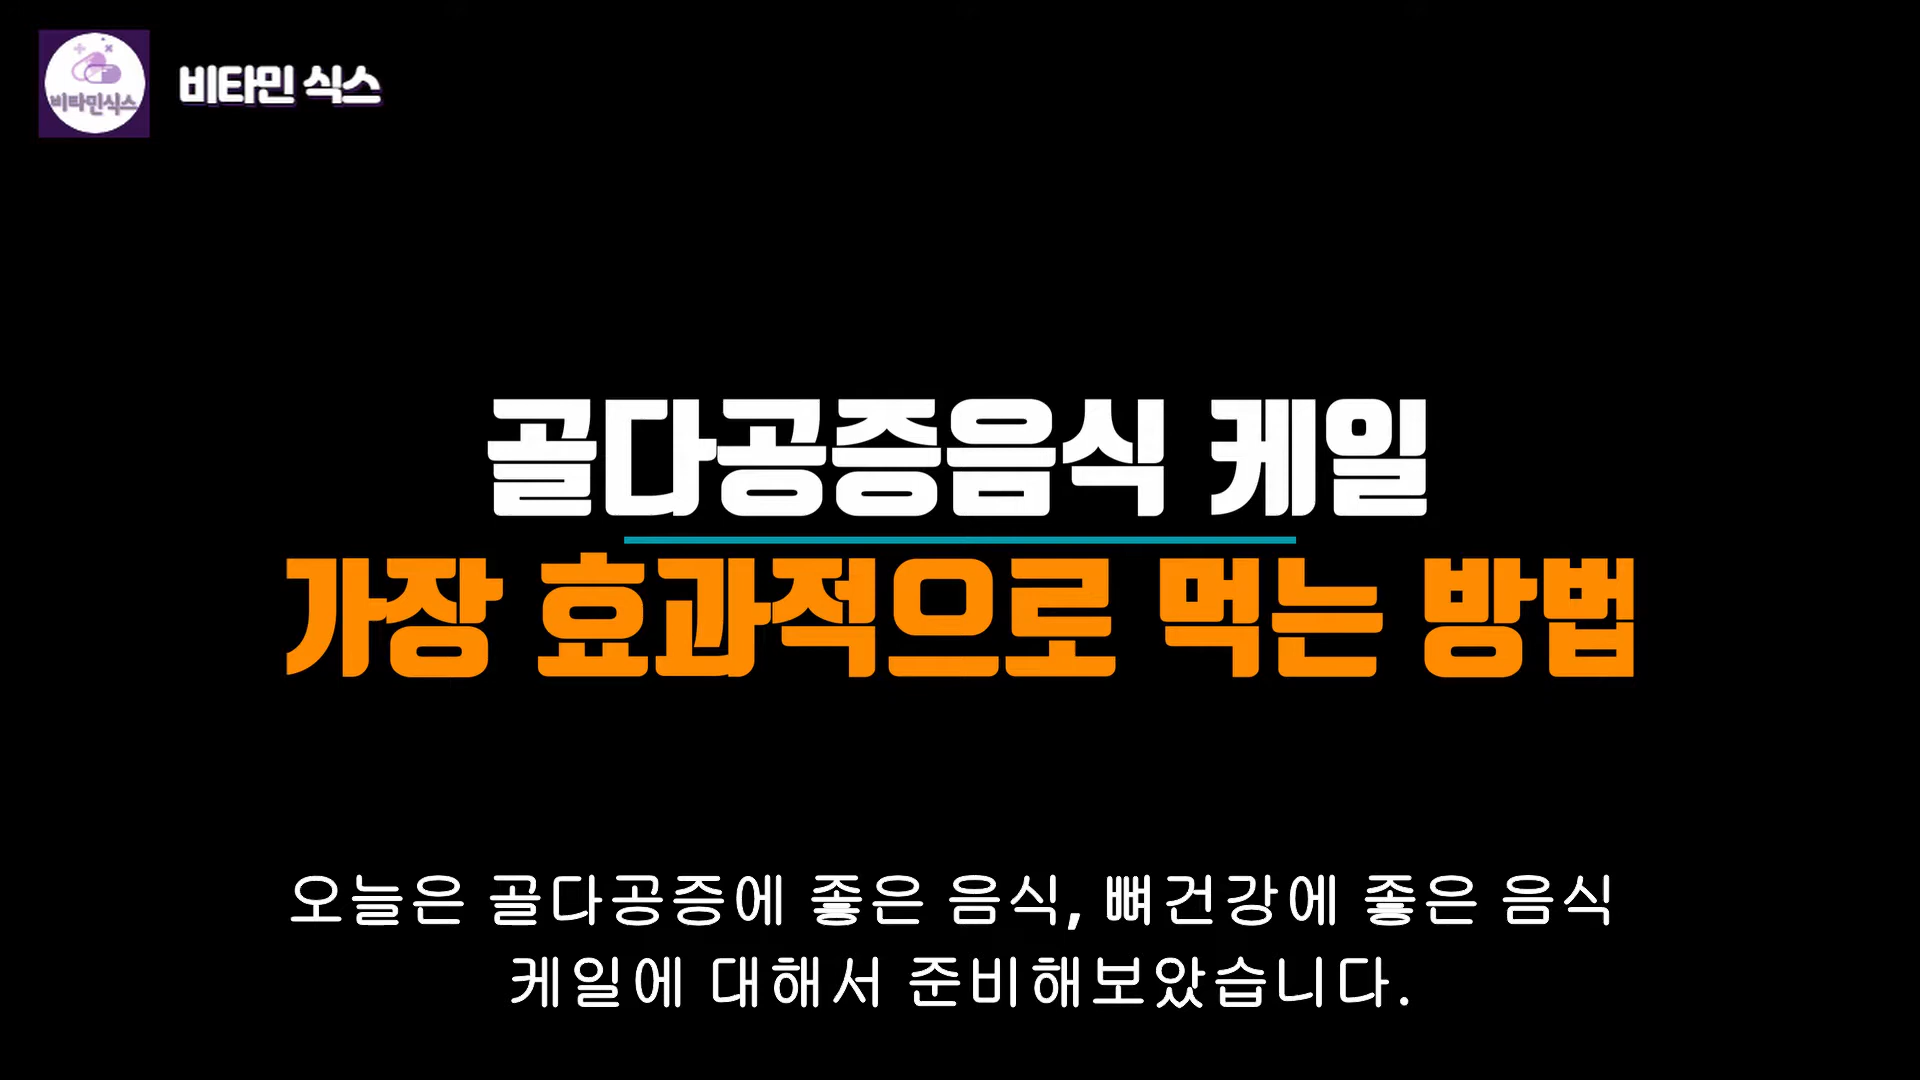 비타민식스
비타민 식스
골다공증음식 케일
가장 효과적으로 먹는 방법
오늘은 골다공증에 좋은 음식, 뼈건강에 좋은 음식
케일에 대해서 준비해보았습니다.